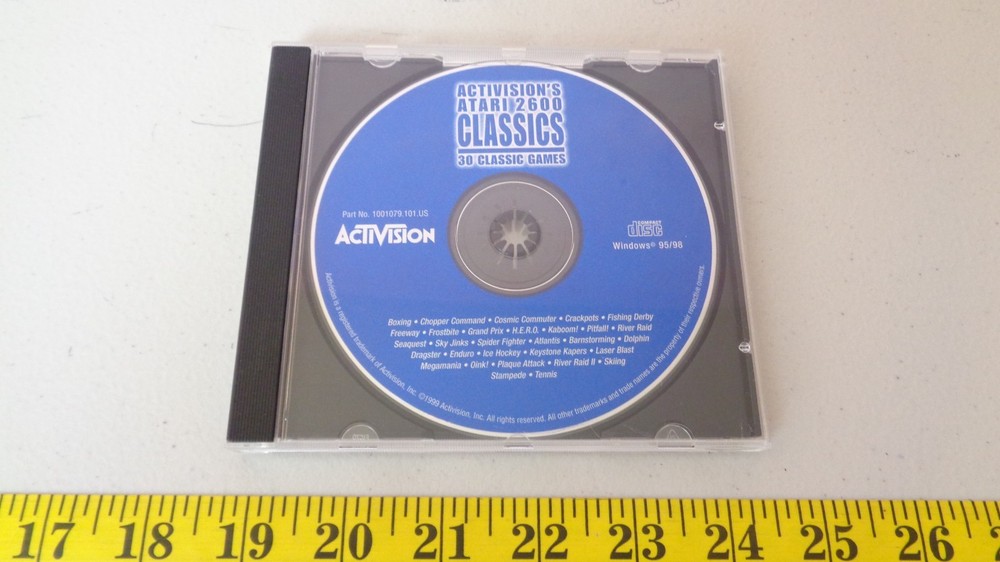 ACTIVISION'S
ATARI 2600
CLASSICS
30 CLASSIC GAMES
Part No. 1001079.101.US
ACTIVISION
COMPACT
disc
Windows® 95/98
Boxing • Chopper Command • Cosmic Commuter • Crackpots • Fishing Derby
Freeway • Frostbite • Grand Prix • H.E.R.O. • Kaboom! • Pitfall! • River Raid
Seaquest • Sky Jinks • Spider Fighter • Atlantis • Barnstorming • Dolphin
Dragster • Enduro • Ice Hockey • Keystone Kapers • Laser Blast
Megamania • Oink! • Plaque Attack • River Raid II • Skiing
Stampede • Tennis
Activision is a registered trademark of Activision, Inc. ©1999 Activision, Inc. All rights reserved. All other trademarks and trade names are the property of their respective owners.
17 18 19 20 21 22 23 24 25 26